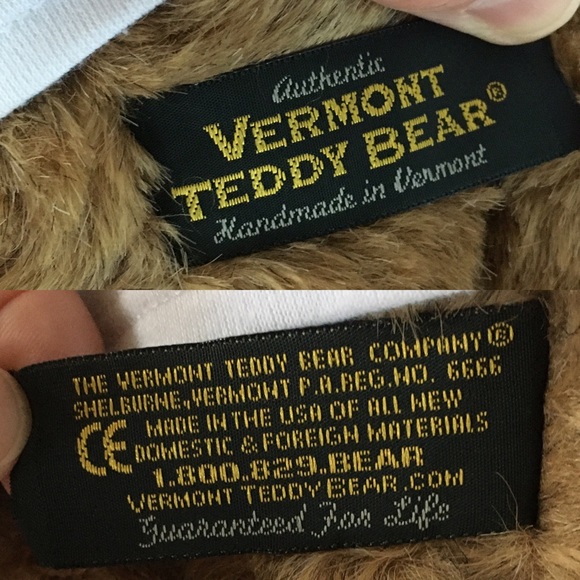 Authentic
VERMONT
TEDDY BEAR®
Handmade in Vermont
THE VERMONT TEDDY BEAR COMPANY®
SHELBURNE, VERMONT P.A. REG. NO. 6666
CE MADE IN THE USA OF ALL NEW
DOMESTIC & FOREIGN MATERIALS
1.800.829.BEAR
VERMONT TEDDY BEAR.COM
Guaranteed For Life